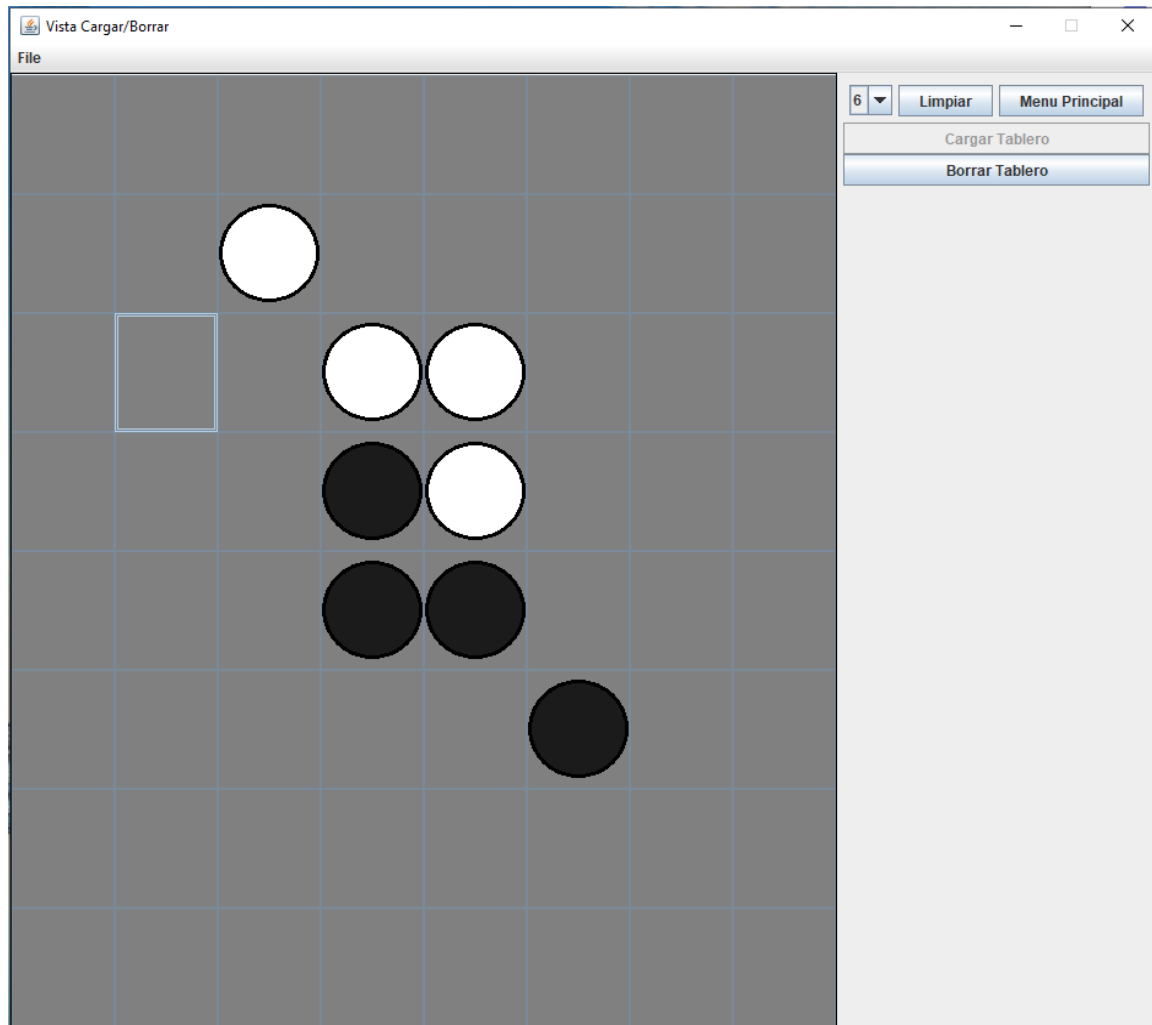 Vista Cargar/Borrar
File
6 Limpiar Menu Principal
Cargar Tablero
Borrar Tablero